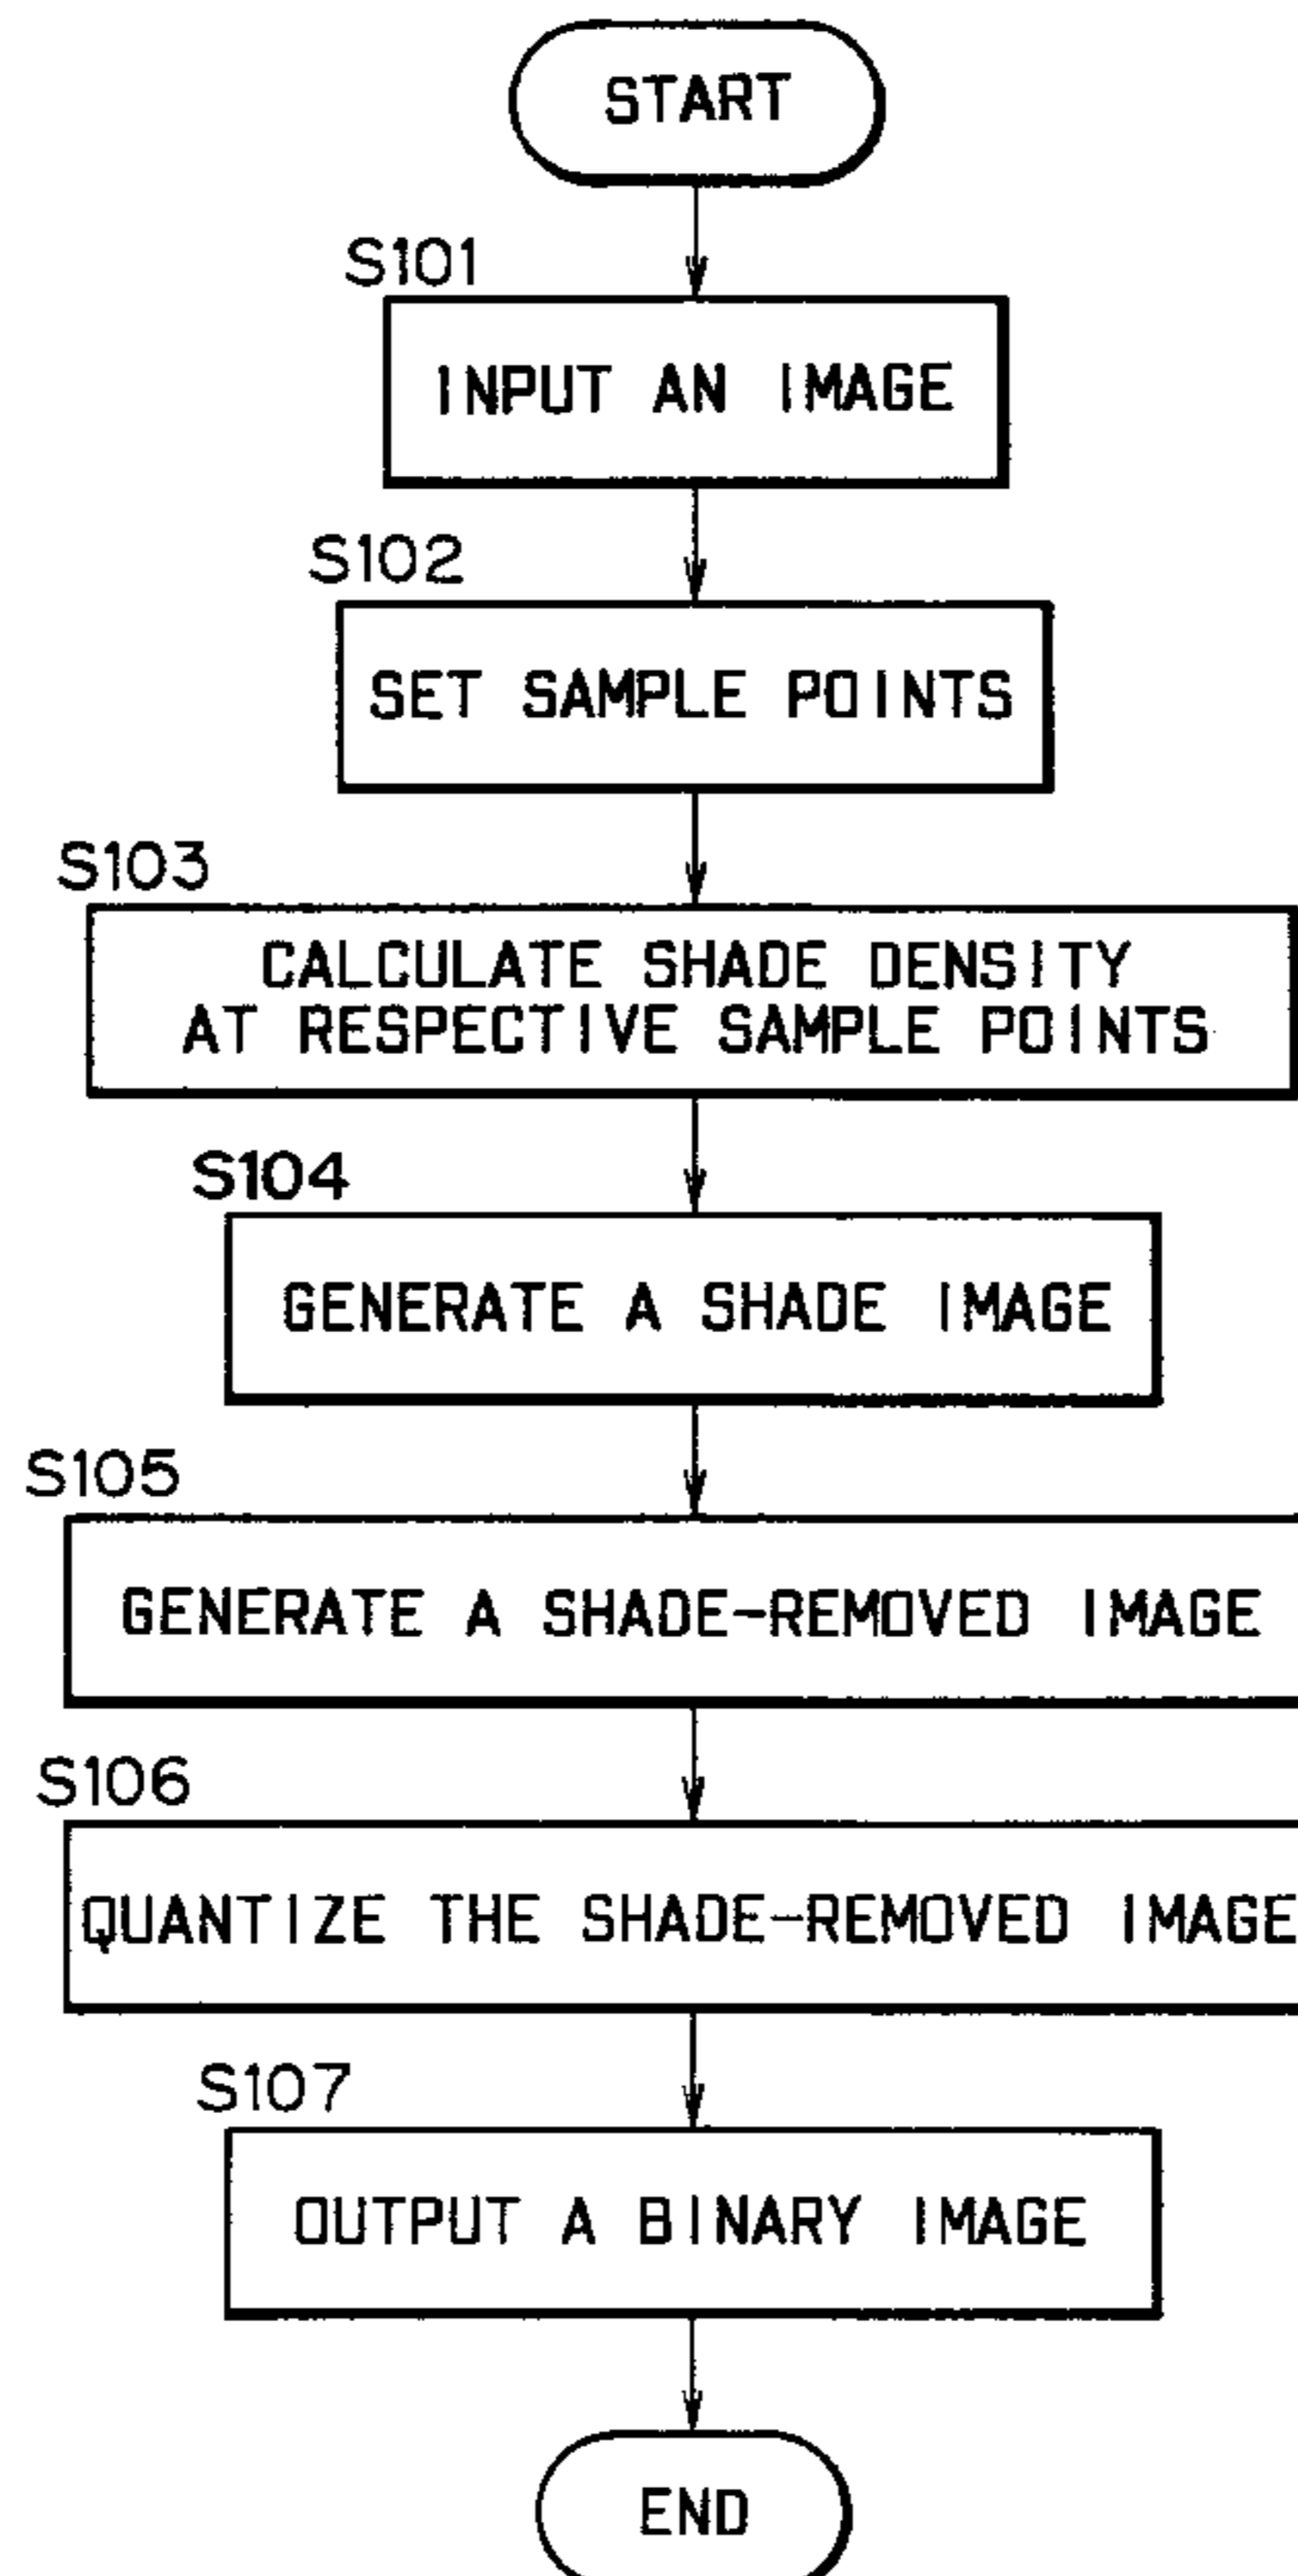 START
S101
INPUT AN IMAGE
S102
SET SAMPLE POINTS
S103
CALCULATE SHADE DENSITY
AT RESPECTIVE SAMPLE POINTS
S104
GENERATE A SHADE IMAGE
S105
GENERATE A SHADE-REMOVED IMAGE
S106
QUANTIZE THE SHADE-REMOVED IMAGE
S107
OUTPUT A BINARY IMAGE
END